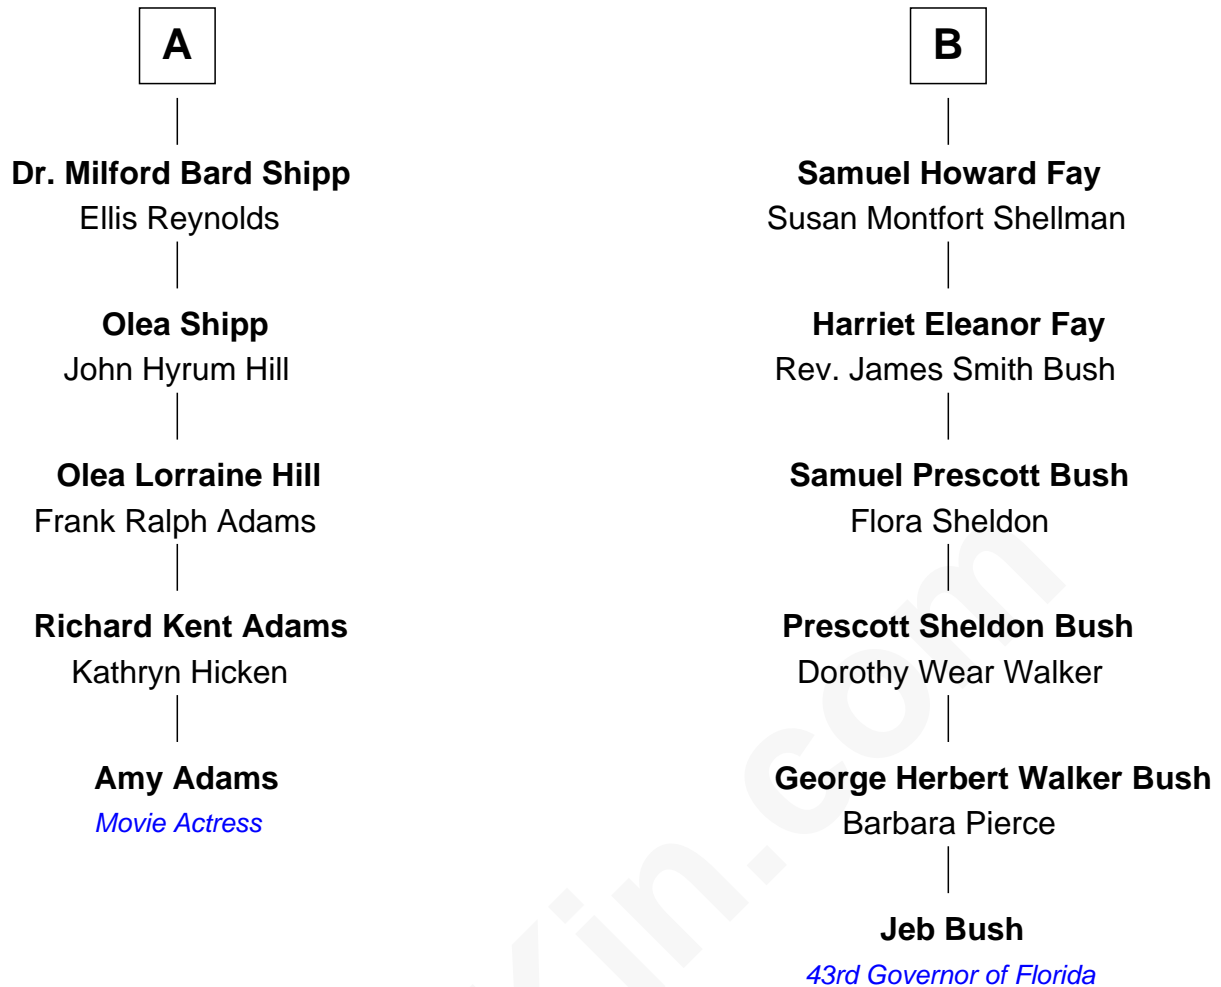 A
Dr. Milford Bard Shipp
Ellis Reynolds
Olea Shipp
John Hyrum Hill
Olea Lorraine Hill
Frank Ralph Adams
Richard Kent Adams
Kathryn Hicken
Amy Adams
Movie Actress
B
Samuel Howard Fay
Susan Montfort Shellman
Harriet Eleanor Fay
Rev. James Smith Bush
Samuel Prescott Bush
Flora Sheldon
Prescott Sheldon Bush
Dorothy Wear Walker
George Herbert Walker Bush
Barbara Pierce
Jeb Bush
43rd Governor of Florida